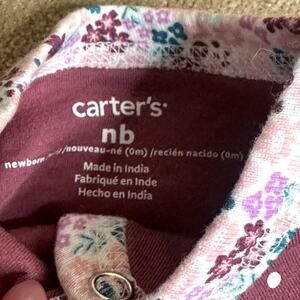 carter's
nb
newborn /nouveau-né (0m) /recién nacido (0m)
Made in India
Fabriqué en Inde
Hecho en India